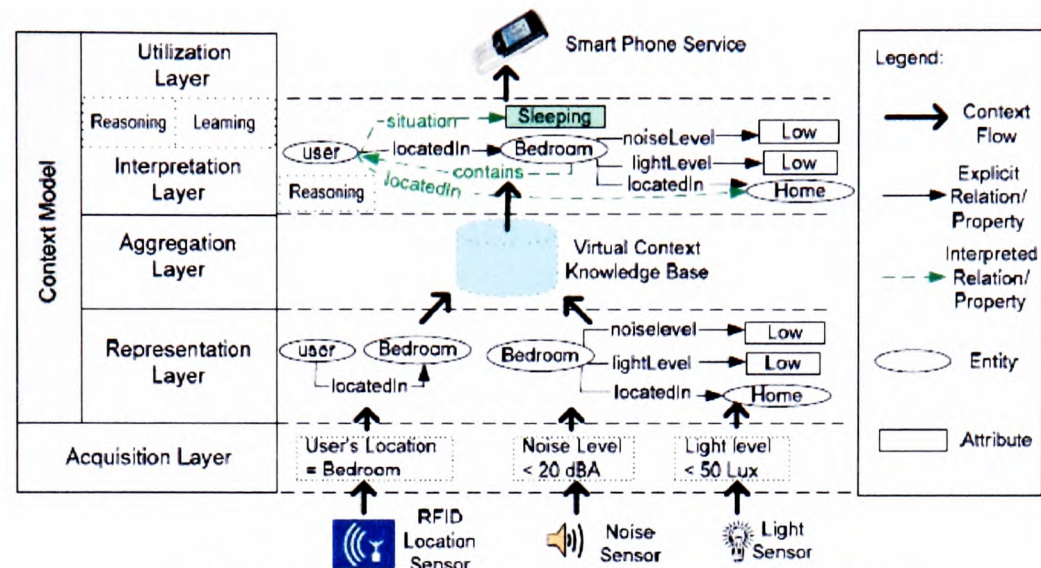 Utilization
Layer
Smart Phone Service
Legend:
Reasoning
Learning
situation
Sleeping
Context
Flow
user
locatedIn
Bedroom
noiseLevel
Low
lightLevel
Low
contains
locatedIn
Home
locatedIn
Interpretation
Layer
Reasoning
Explicit
Relation/
Property
Context Model
Aggregation
Layer
Virtual Context
Knowledge Base
Interpreted
Relation/
Property
Representation
Layer
user
Bedroom
locatedIn
Bedroom
noiselevel
Low
lightLevel
Low
locatedIn
Home
Entity
Attribute
Acquisition Layer
User's Location
= Bedroom
Noise Level
< 20 dBA
Light level
< 50 Lux
RFID
Location
Sensor
Noise
Sensor
Light
Sensor